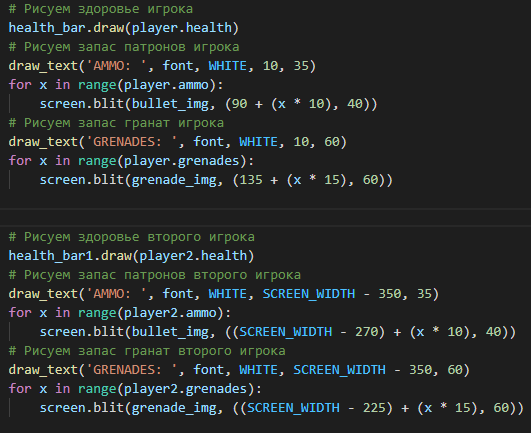 # Рисуем здоровье игрока
health_bar.draw(player.health)
# Рисуем запас патронов игрока
draw_text('AMMO: ', font, WHITE, 10, 35)
for x in range(player.ammo):
    screen.blit(bullet_img, (90 + (x * 10), 40))
# Рисуем запас гранат игрока
draw_text('GRENADES: ', font, WHITE, 10, 60)
for x in range(player.grenades):
    screen.blit(grenade_img, (135 + (x * 15), 60))
# Рисуем здоровье второго игрока
health_bar1.draw(player2.health)
# Рисуем запас патронов второго игрока
draw_text('AMMO: ', font, WHITE, SCREEN_WIDTH - 350, 35)
for x in range(player2.ammo):
    screen.blit(bullet_img, ((SCREEN_WIDTH - 270) + (x * 10), 40))
# Рисуем запас гранат второго игрока
draw_text('GRENADES: ', font, WHITE, SCREEN_WIDTH - 350, 60)
for x in range(player2.grenades):
    screen.blit(grenade_img, ((SCREEN_WIDTH - 225) + (x * 15), 60))